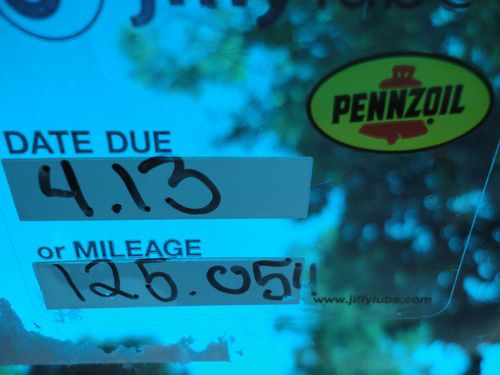 jiffy lube
PENNZOIL
DATE DUE
4.13
or MILEAGE
125.054
www.jiffylube.com